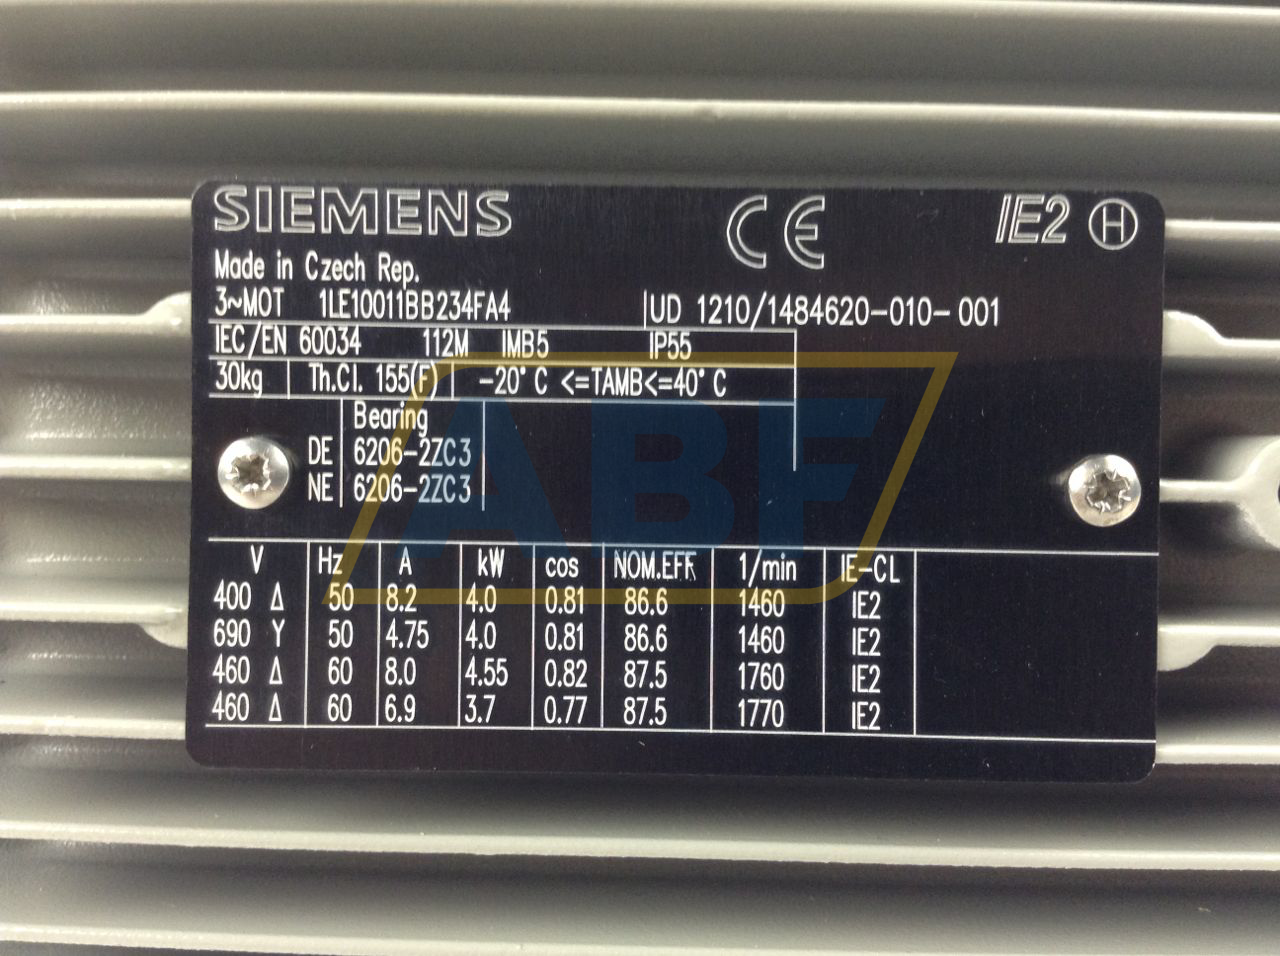 SIEMENS CE IE2 H
Made in Czech Rep.
3~MOT 1LE10011BB234FA4 UD 1210/1484620-010-001
IEC/EN 60034 112M IMB5 IP55
30kg Th.Cl. 155(F) -20°C <=TAMB<=40°C
Bearing
DE 6206-2ZC3
NE 6206-2ZC3
ABF
V Hz A kW cos NOM.EFF 1/min IE-CL
400 Δ 50 8.2 4.0 0.81 86.6 1460 IE2
690 Y 50 4.75 4.0 0.81 86.6 1460 IE2
460 Δ 60 8.0 4.55 0.82 87.5 1760 IE2
460 Δ 60 6.9 3.7 0.77 87.5 1770 IE2